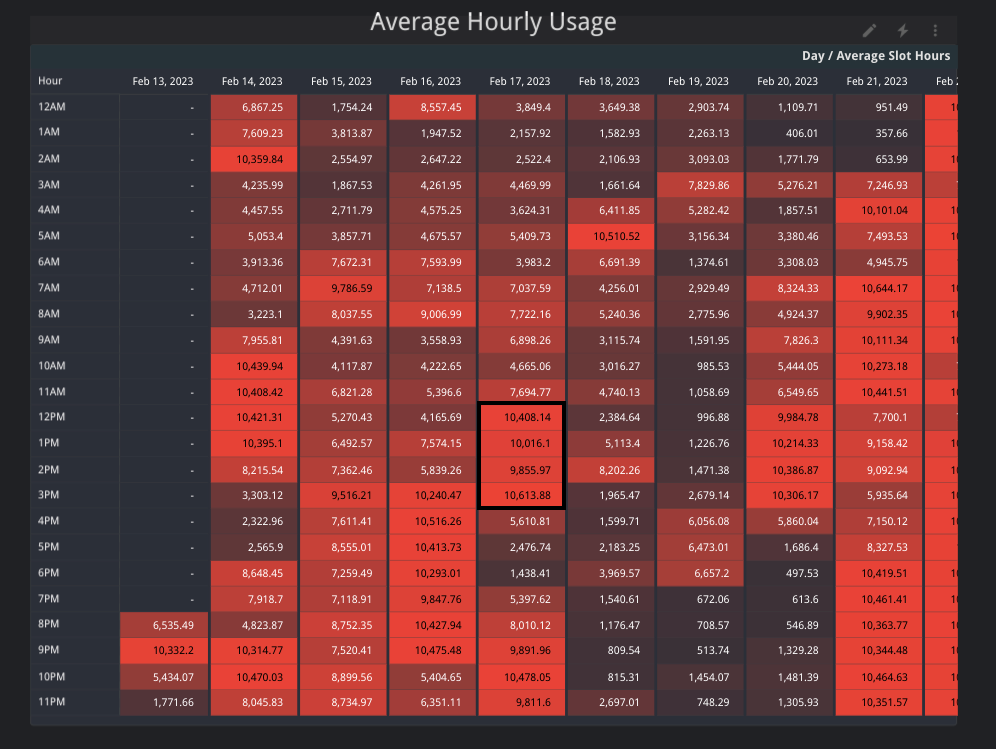 Average Hourly Usage
Day / Average Slot Hours
Hour Feb 13, 2023 Feb 14, 2023 Feb 15, 2023 Feb 16, 2023 Feb 17, 2023 Feb 18, 2023 Feb 19, 2023 Feb 20, 2023 Feb 21, 2023 Feb
12AM - 6,867.25 1,754.24 8,557.45 3,849.4 3,649.38 2,903.74 1,109.71 951.49
1AM - 7,609.23 3,813.87 1,947.52 2,157.92 1,582.93 2,263.13 406.01 357.66
2AM - 10,359.84 2,554.97 2,647.22 2,522.4 2,106.93 3,093.03 1,771.79 653.99
3AM - 4,235.99 1,867.53 4,261.95 4,469.99 1,661.64 7,829.86 5,276.21 7,246.93
4AM - 4,457.55 2,711.79 4,575.25 3,624.31 6,411.85 5,282.42 1,857.51 10,101.04
5AM - 5,053.4 3,857.71 4,675.57 5,409.73 10,510.52 3,156.34 3,380.46 7,493.53
6AM - 3,913.36 7,672.31 7,593.99 3,983.2 6,691.39 1,374.61 3,308.03 4,945.75
7AM - 4,712.01 9,786.59 7,138.5 7,037.59 4,256.01 2,929.49 8,324.33 10,644.17
8AM - 3,223.1 8,037.55 9,006.99 7,722.16 5,240.36 2,775.96 4,924.37 9,902.35
9AM - 7,955.81 4,391.63 3,558.93 6,898.26 3,115.74 1,591.95 7,826.3 10,111.34
10AM - 10,439.94 4,117.87 4,222.65 4,665.06 3,016.27 985.53 5,444.05 10,273.18
11AM - 10,408.42 6,821.28 5,396.6 7,694.77 4,740.13 1,058.69 6,549.65 10,441.51
12PM - 10,421.31 5,270.43 4,165.69 10,408.14 2,384.64 996.88 9,984.78 7,700.1
1PM - 10,395.1 6,492.57 7,574.15 10,016.1 5,113.4 1,226.76 10,214.33 9,158.42
2PM - 8,215.54 7,362.46 5,839.26 9,855.97 8,202.26 1,471.38 10,386.87 9,092.94
3PM - 3,303.12 9,516.21 10,240.47 10,613.88 1,965.47 2,679.14 10,306.17 5,935.64
4PM - 2,322.96 7,611.41 10,516.26 5,610.81 1,599.71 6,056.08 5,860.04 7,150.12
5PM - 2,565.9 8,555.01 10,413.73 2,476.74 2,183.25 6,473.01 1,686.4 8,327.53
6PM - 8,648.45 7,259.49 10,293.01 1,438.41 3,969.57 6,657.2 497.53 10,419.51
7PM - 7,918.7 7,118.91 9,847.76 5,397.62 1,540.61 672.06 613.6 10,461.41
8PM 6,535.49 4,823.87 8,752.35 10,427.94 8,010.12 1,176.47 708.57 546.89 10,363.77
9PM 10,332.2 10,314.77 7,520.41 10,475.48 9,891.96 809.54 513.74 1,329.28 10,344.48
10PM 5,434.07 10,470.03 8,899.56 5,404.65 10,478.05 815.31 1,454.07 1,481.39 10,464.63
11PM 1,771.66 8,045.83 8,734.97 6,351.11 9,811.6 2,697.01 748.29 1,305.93 10,351.57